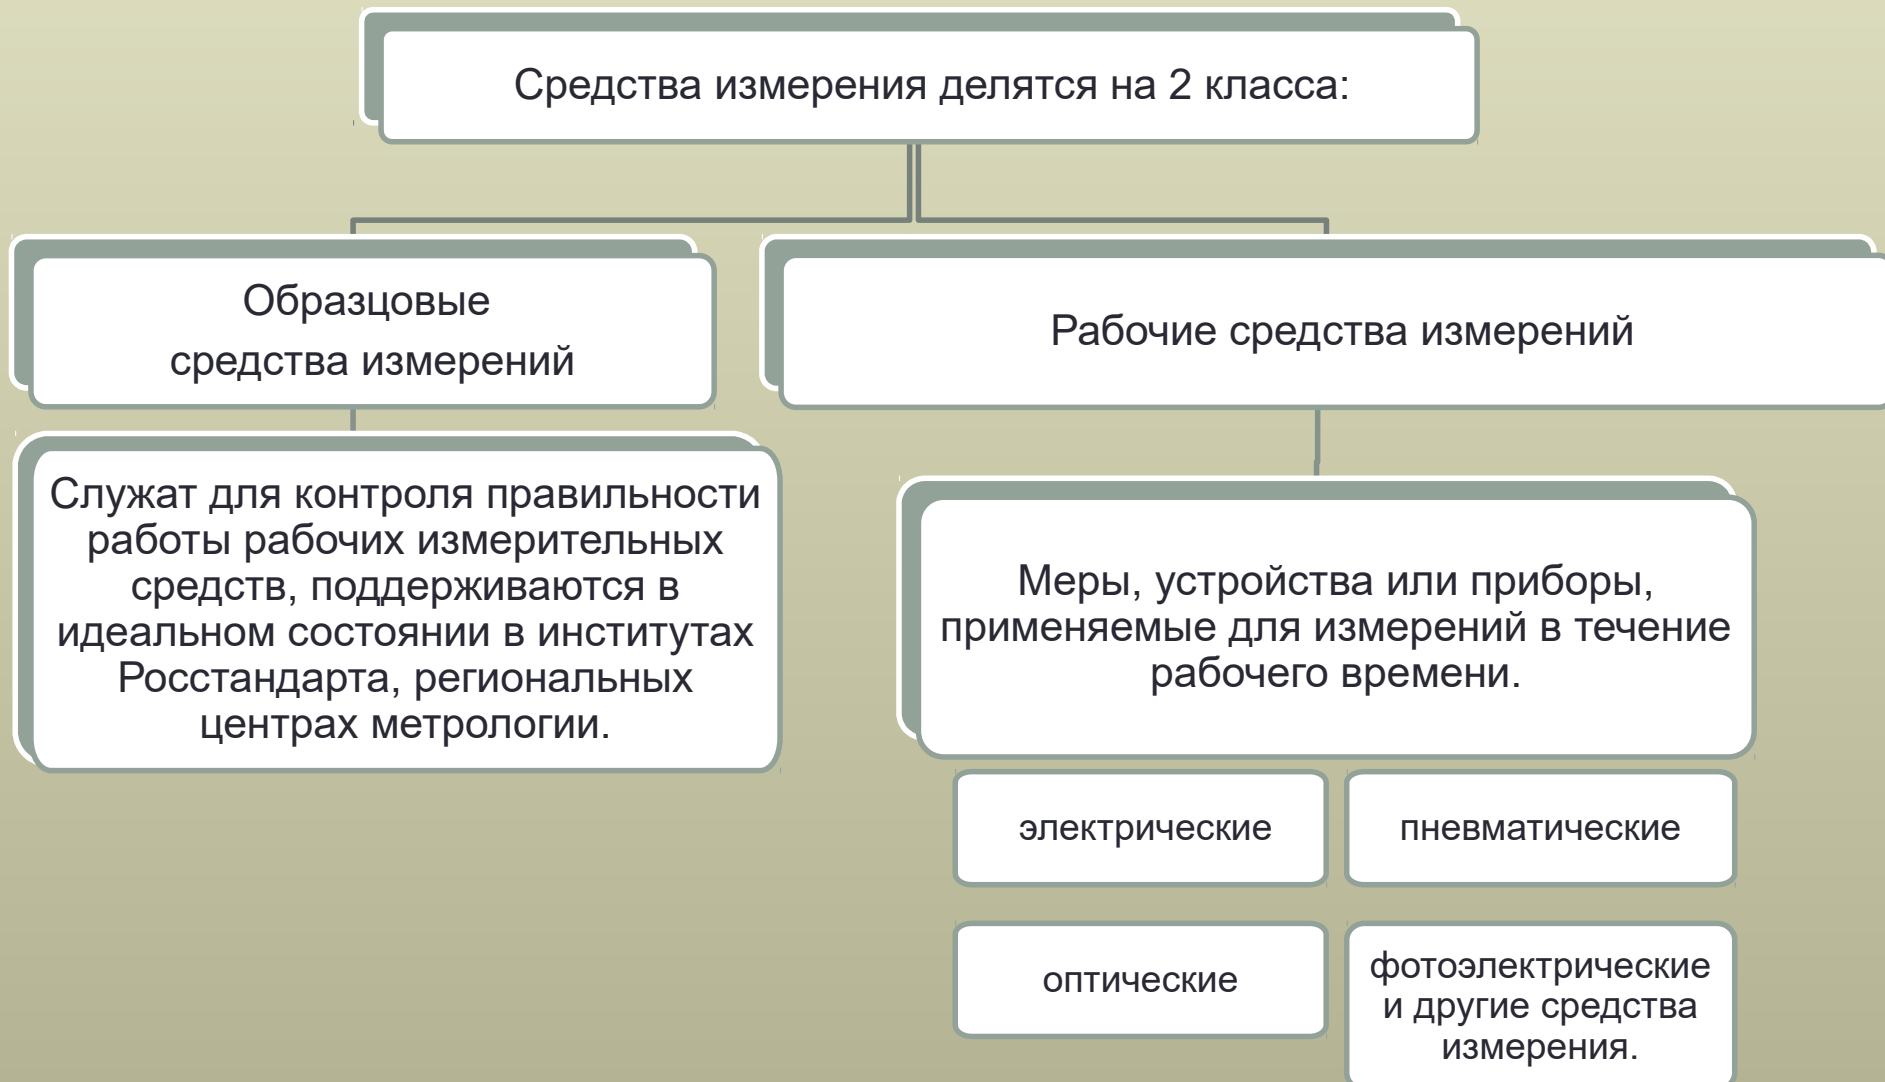 Средства измерения делятся на 2 класса:
Образцовые
средства измерений
Рабочие средства измерений
Служат для контроля правильности
работы рабочих измерительных
средств, поддерживаются в
идеальном состоянии в институтах
Росстандарта, региональных
центрах метрологии.
Меры, устройства или приборы,
применяемые для измерений в течение
рабочего времени.
электрические
пневматические
оптические
фотоэлектрические
и другие средства
измерения.